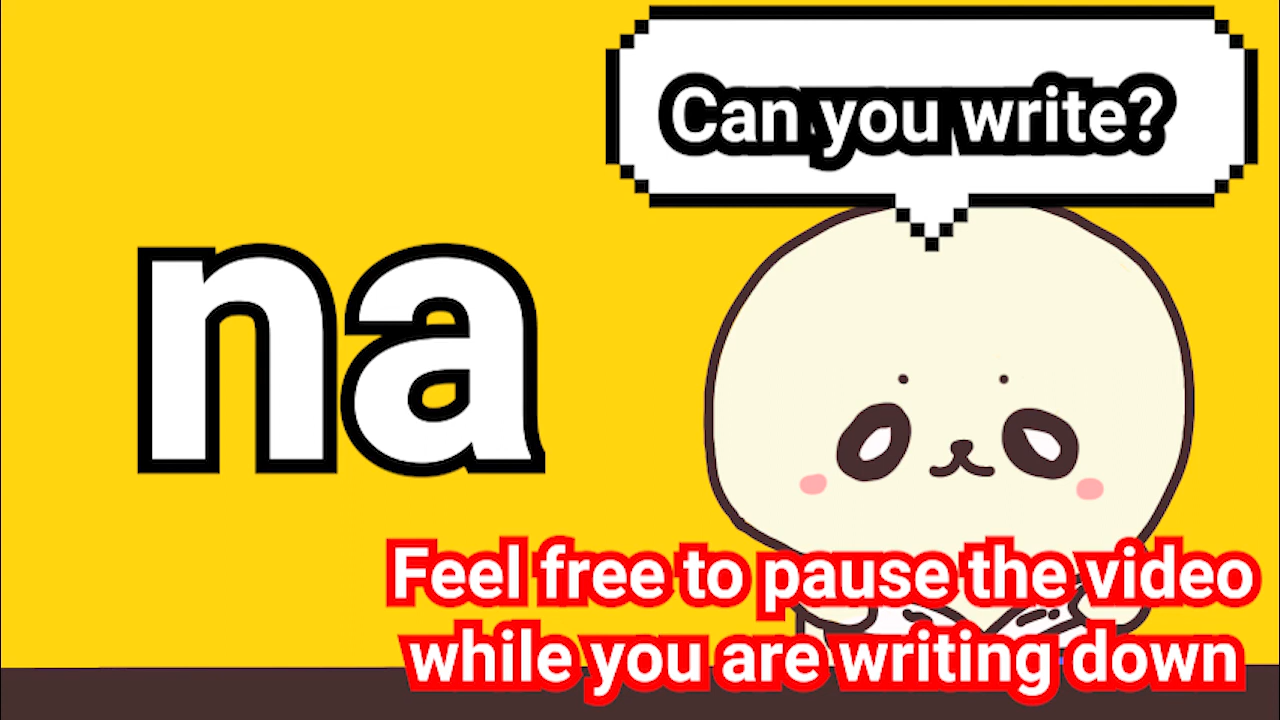 Can you write?
na
Feel free to pause the video
while you are writing down